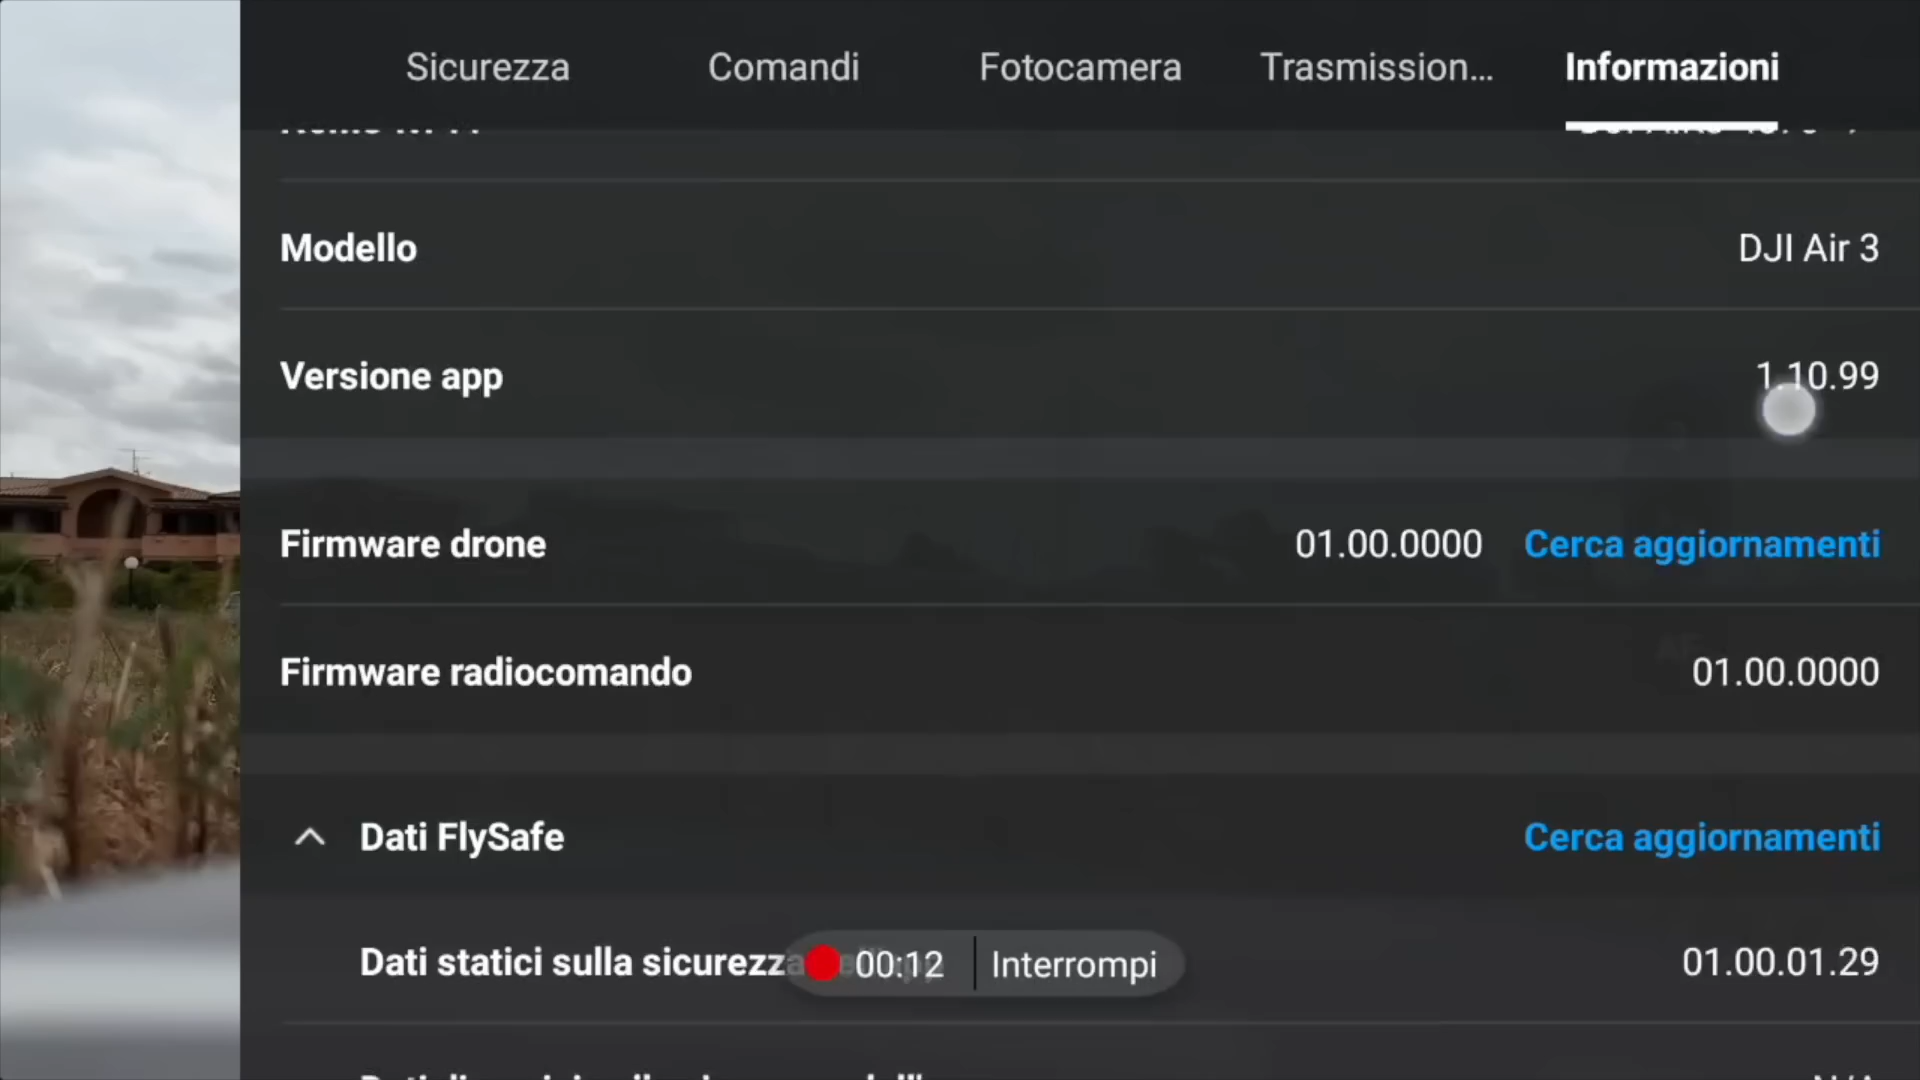 Sicurezza Comandi Fotocamera Trasmission... Informazioni
Modello DJI Air 3
Versione app 1.10.99
Firmware drone 01.00.0000 Cerca aggiornamenti
Firmware radiocomando 01.00.0000
Dati FlySafe Cerca aggiornamenti
Dati statici sulla sicurezza 01.00.01.29
00:12 Interrompi